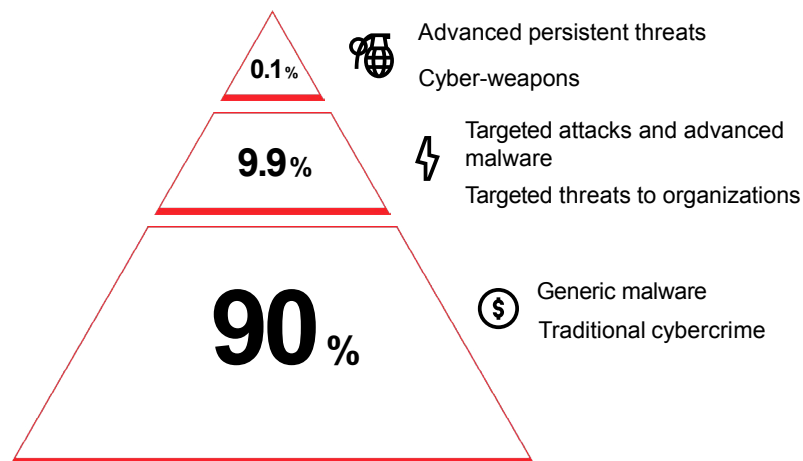 0.1%
Advanced persistent threats
Cyber-weapons
9.9%
Targeted attacks and advanced
malware
Targeted threats to organizations
90%
$
Generic malware
Traditional cybercrime